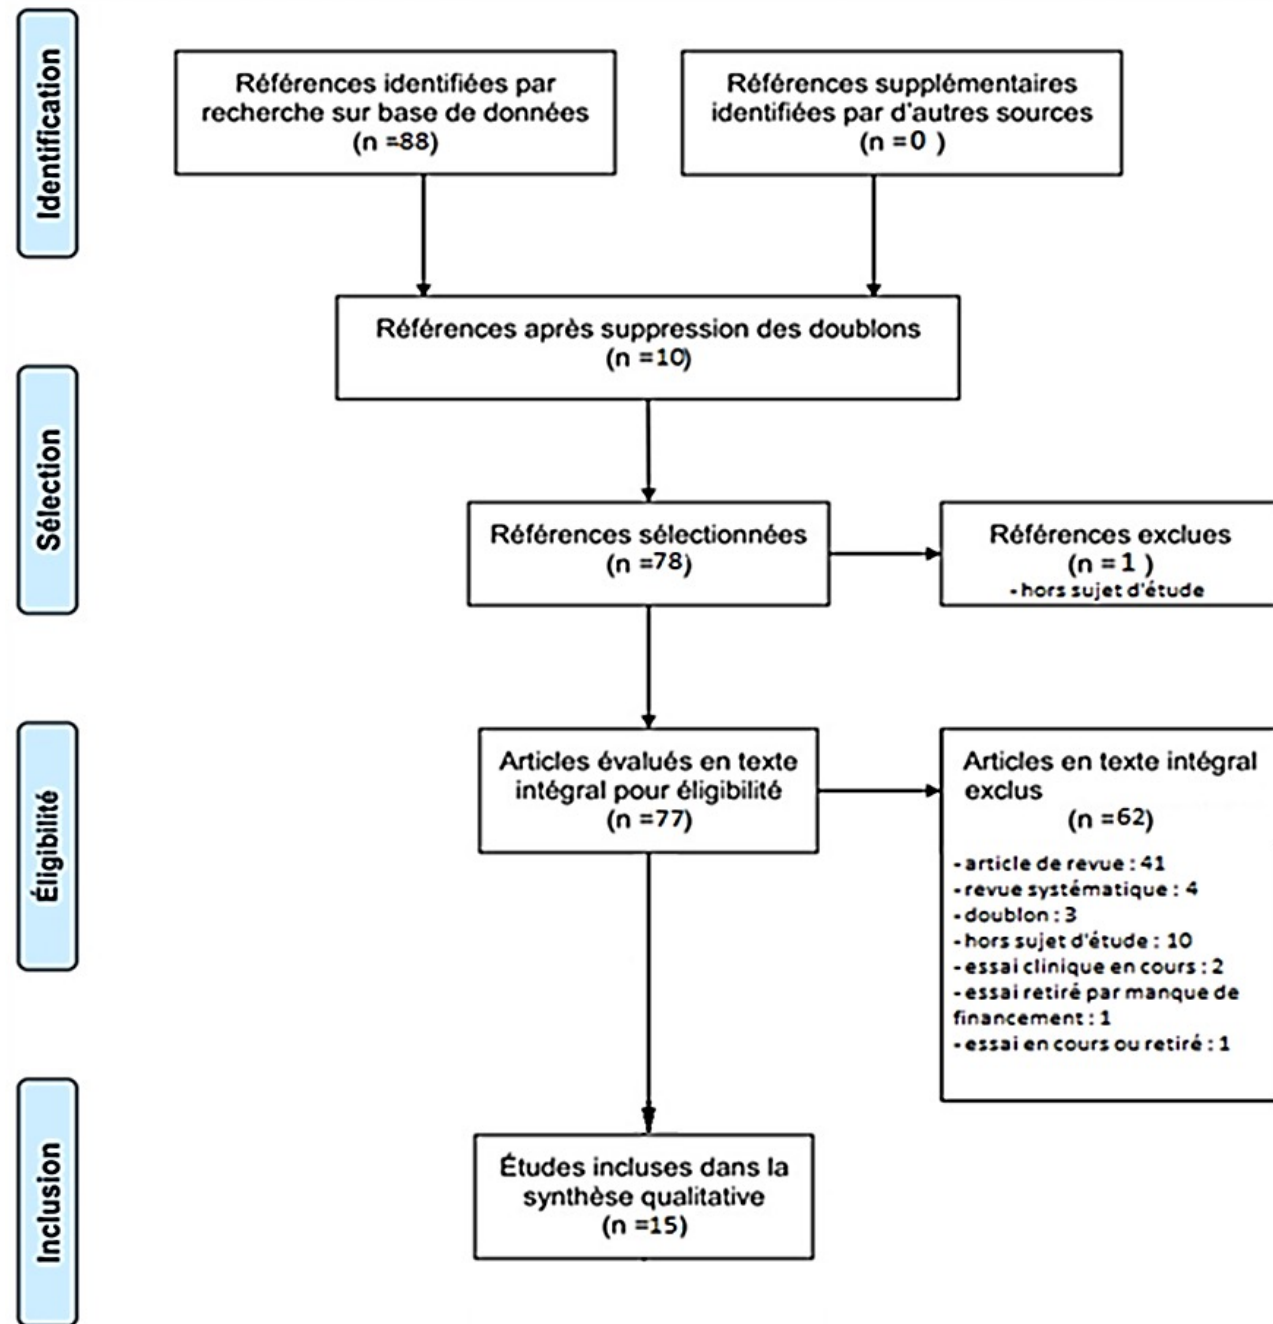 Identification
Références identifiées par
recherche sur base de données
(n =88)
Références supplémentaires
identifiées par d'autres sources
(n =0 )
Références après suppression des doublons
(n =10)
Sélection
Références sélectionnées
(n =78)
Références exclues
(n =1 )
- hors sujet d'étude
Éligibilité
Articles évalués en texte
intégral pour éligibilité
(n =77)
Articles en texte intégral
exclus
(n =62)
- article de revue : 41
- revue systématique : 4
- doublon : 3
- hors sujet d'étude : 10
- essai clinique en cours : 2
- essai retiré par manque de
financement : 1
- essai en cours ou retiré : 1
Inclusion
Études incluses dans la
synthèse qualitative
(n =15)